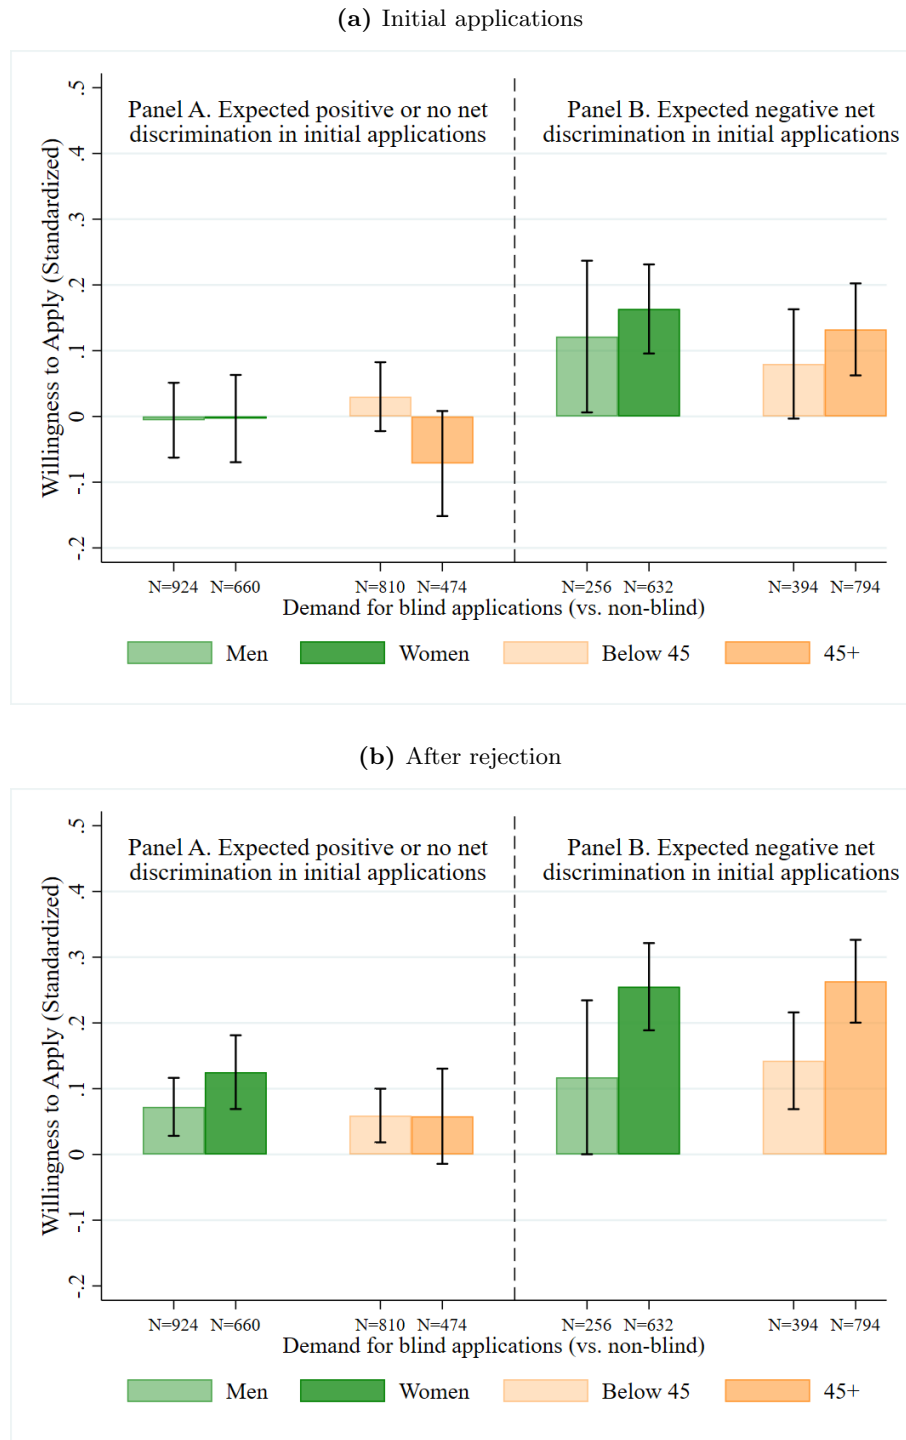 (a) Initial applications
Panel A. Expected positive or no net
discrimination in initial applications
Panel B. Expected negative net
discrimination in initial applications
Willingness to Apply (Standardized)
.5
.4
.3
.2
.1
0
-.1
-.2
N=924 N=660 N=810 N=474 N=256 N=632 N=394 N=794
Demand for blind applications (vs. non-blind)
Men Women Below 45 45+
(b) After rejection
Panel A. Expected positive or no net
discrimination in initial applications
Panel B. Expected negative net
discrimination in initial applications
Willingness to Apply (Standardized)
.5
.4
.3
.2
.1
0
-.1
-.2
N=924 N=660 N=810 N=474 N=256 N=632 N=394 N=794
Demand for blind applications (vs. non-blind)
Men Women Below 45 45+